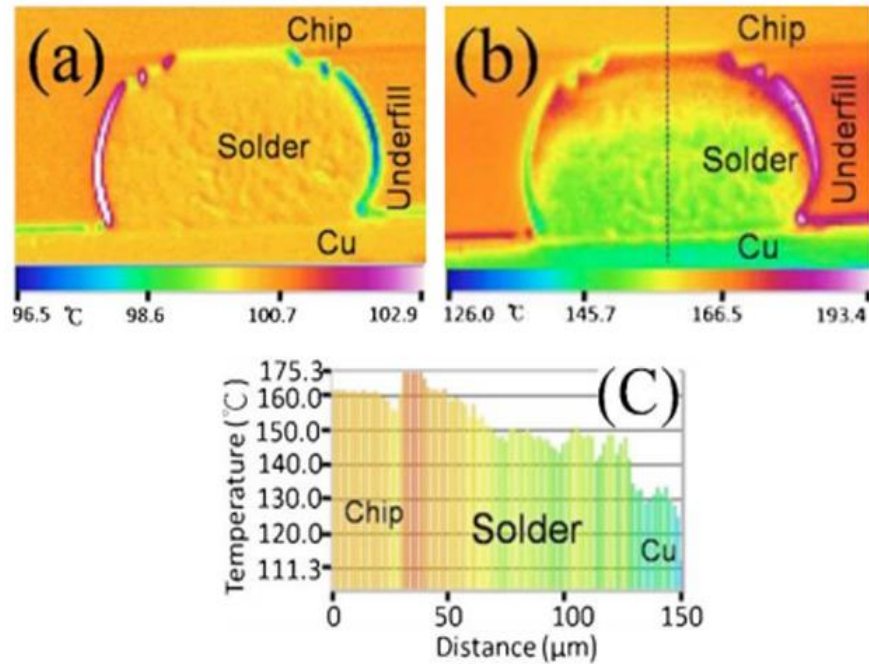 (a)
Chip
Solder
Underfill
Cu
96.5 ℃ 98.6 100.7 102.9
(b)
Chip
Solder
Underfill
Cu
126.0 ℃ 145.7 166.5 193.4
(C)
Temperature (℃)
175.3
160.0
150.0
140.0
130.0
120.0
111.3
Chip
Solder
Cu
0 50 100 150
Distance (μm)